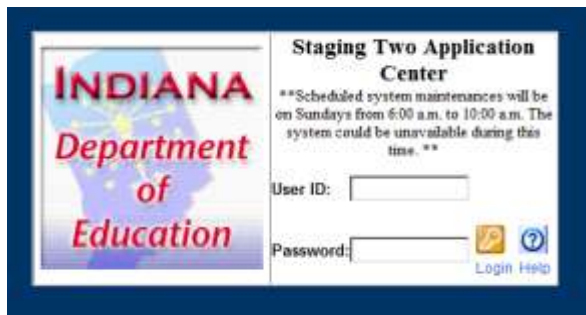 INDIANA
Department
of
Education
Staging Two Application
Center
**Scheduled system maintenances will be
on Sundays from 6:00 a.m. to 10:00 a.m. The
system could be unavailable during this
time. **
User ID:
Password:
Login Help